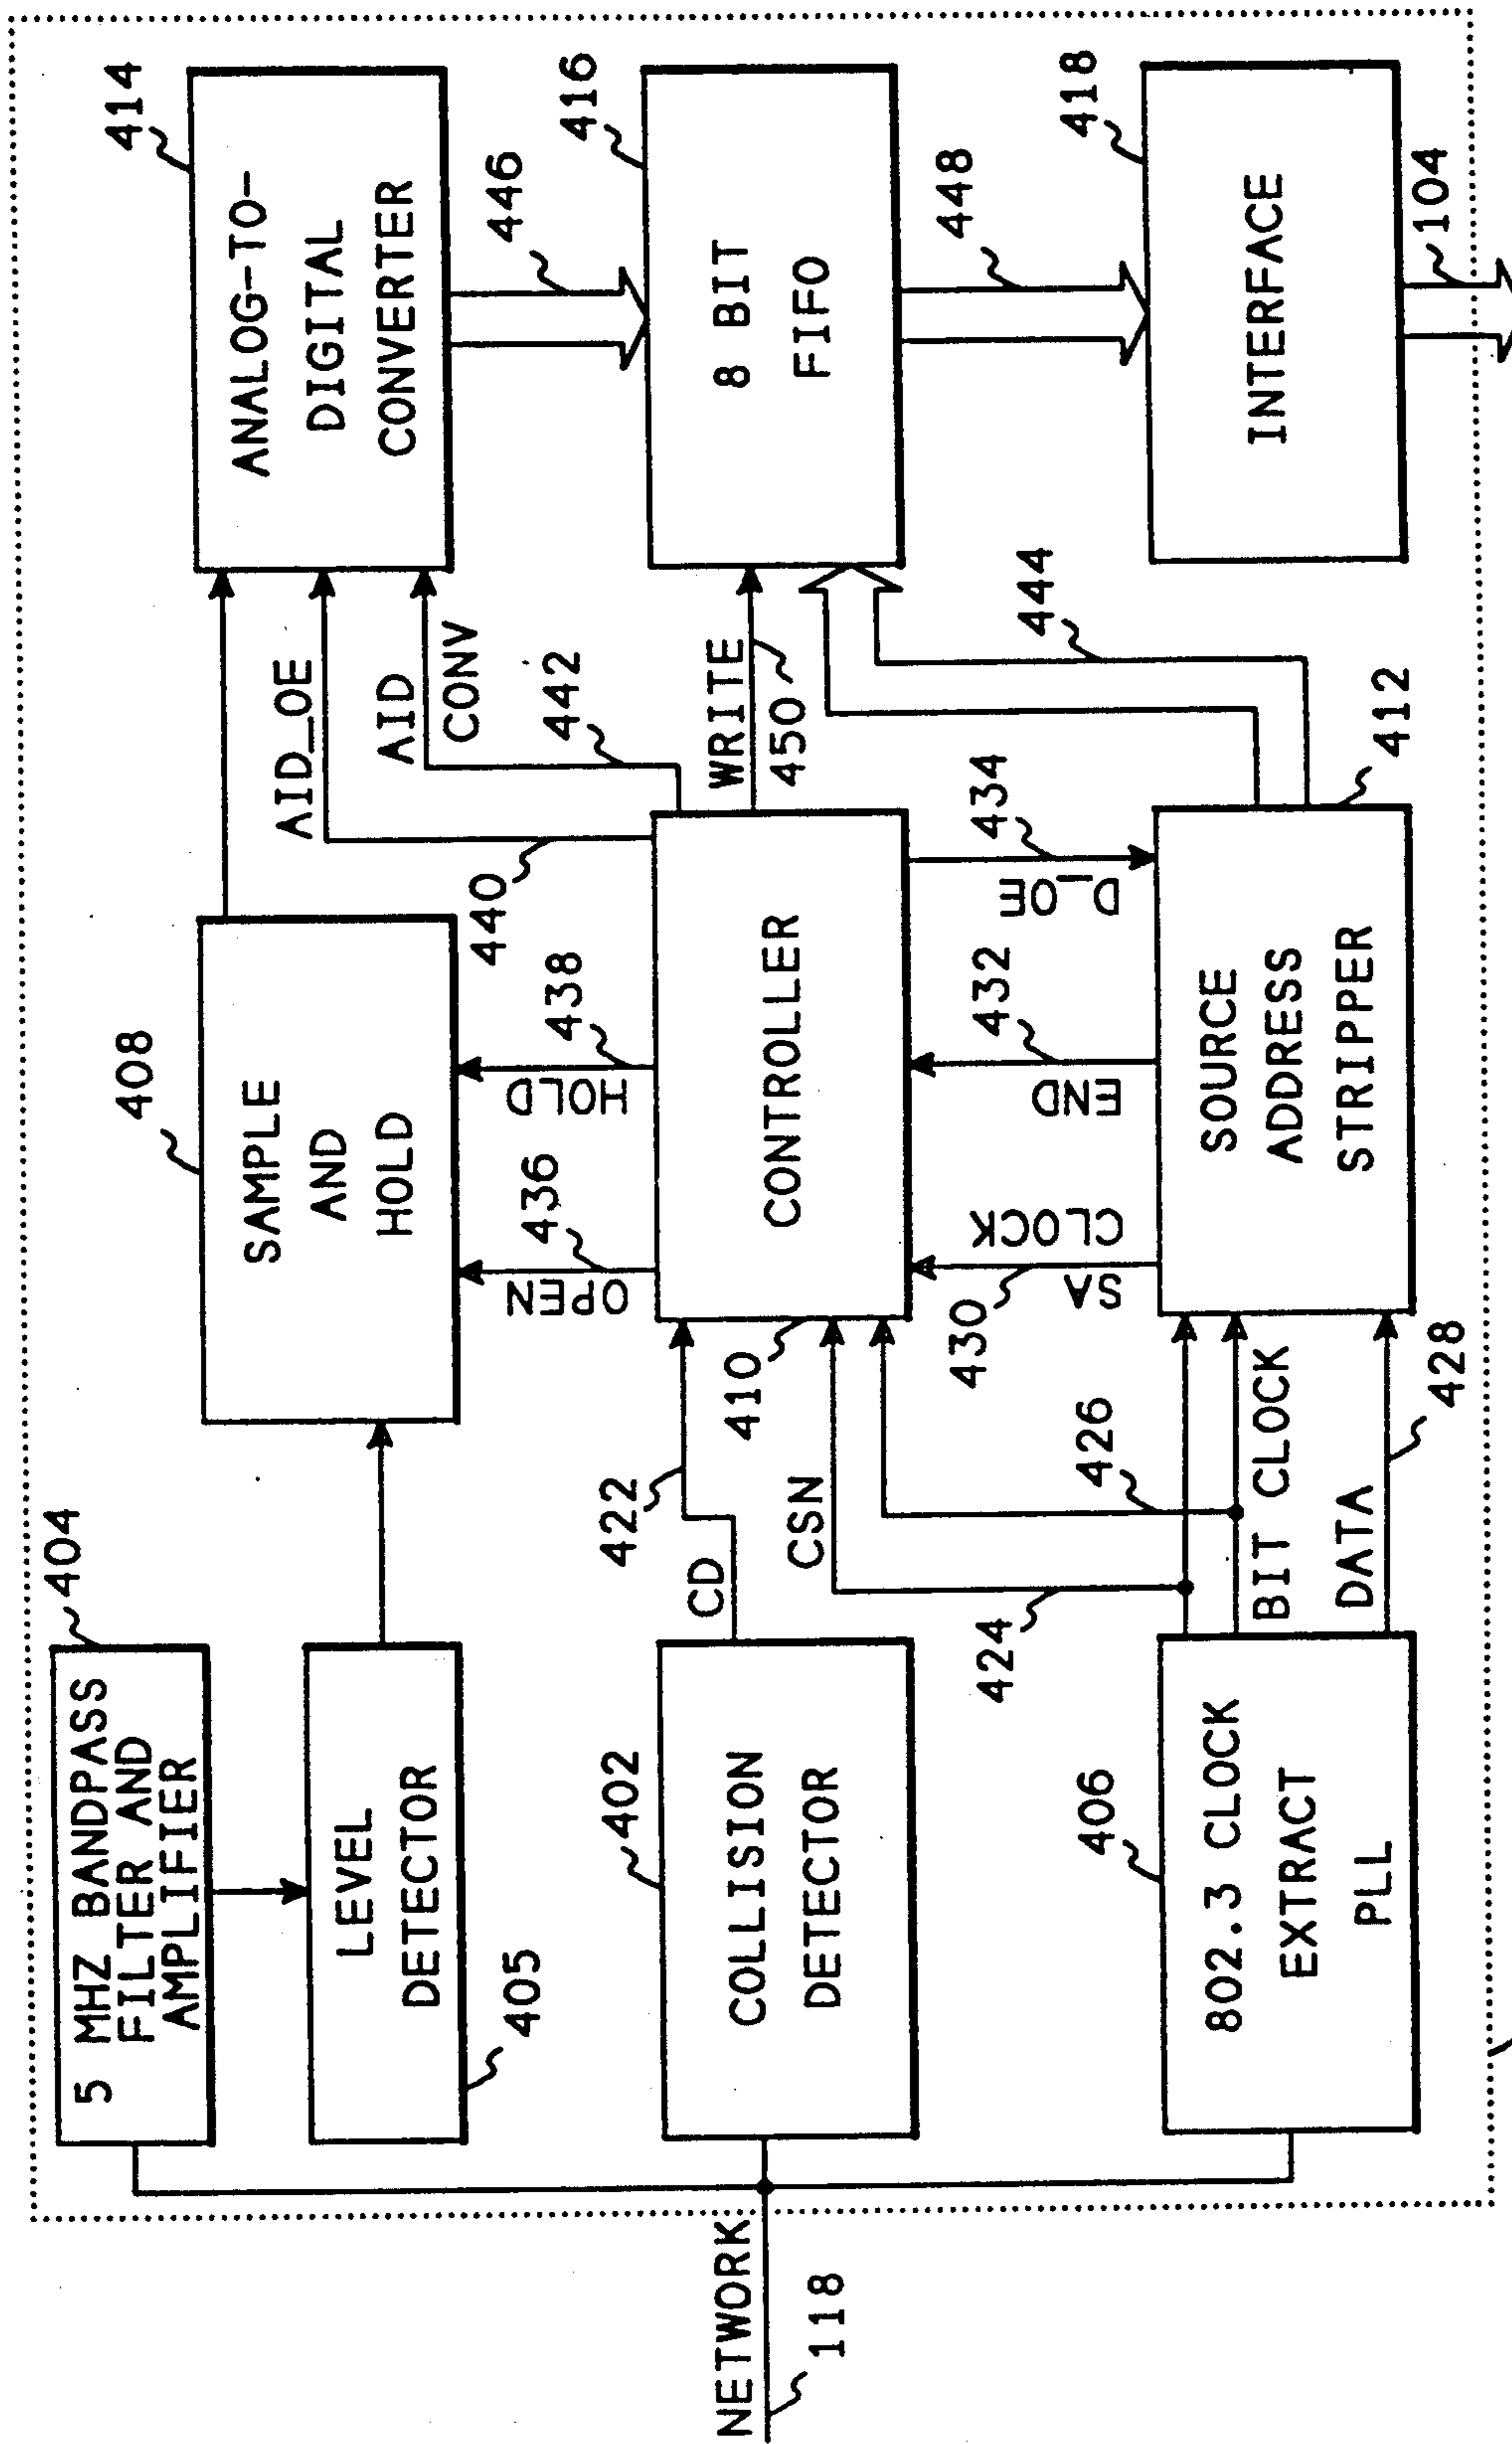 404
5 MHZ BANDPASS
FILTER AND
AMPLIFIER
LEVEL
DETECTOR
405
408
SAMPLE
AND
HOLD
414
ANALOG-TO-
DIGITAL
CONVERTER
AID_OE
AID
CONV
440
442
446
OPEN
436
HOLD
438
NETWORK
118
402
COLLISION
DETECTOR
CD
422
CSN
410
CONTROLLER
WRITE
450
416
8 BIT
FIFO
448
424
426
430
SA
CLOCK
END
432
D_OE
434
444
406
802.3 CLOCK
EXTRACT
PLL
BIT CLOCK
DATA
428
SOURCE
ADDRESS
STRIPPER
412
418
INTERFACE
104